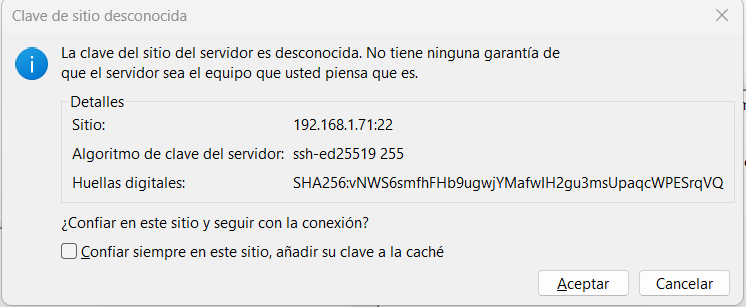 Clave de sitio desconocida
La clave del sitio del servidor es desconocida. No tiene ninguna garantía de
que el servidor sea el equipo que usted piensa que es.
Detalles
Sitio: 192.168.1.71:22
Algoritmo de clave del servidor: ssh-ed25519 255
Huellas digitales: SHA256:vNWS6smfhFHb9ugwjYMafwIH2gu3msUpaqcWPESrqVQ
¿Confiar en este sitio y seguir con la conexión?
Confiar siempre en este sitio, añadir su clave a la caché
Aceptar Cancelar